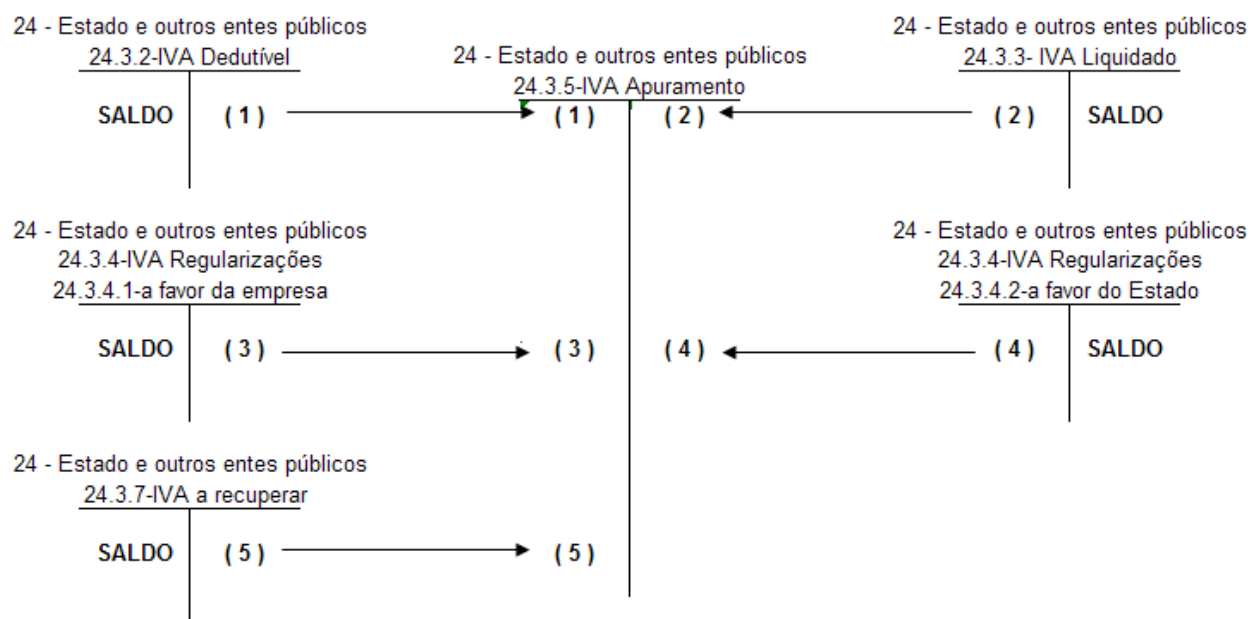 24 - Estado e outros entes públicos
24.3.2-IVA Dedutível
SALDO ( 1 )
24 - Estado e outros entes públicos
24.3.5-IVA Apuramento
( 1 ) ( 2 )
24 - Estado e outros entes públicos
24.3.3- IVA Liquidado
( 2 ) SALDO
24 - Estado e outros entes públicos
24.3.4-IVA Regularizações
24.3.4.1-a favor da empresa
SALDO ( 3 )
( 3 ) ( 4 )
24 - Estado e outros entes públicos
24.3.4-IVA Regularizações
24.3.4.2-a favor do Estado
( 4 ) SALDO
24 - Estado e outros entes públicos
24.3.7-IVA a recuperar
SALDO ( 5 )
( 5 )